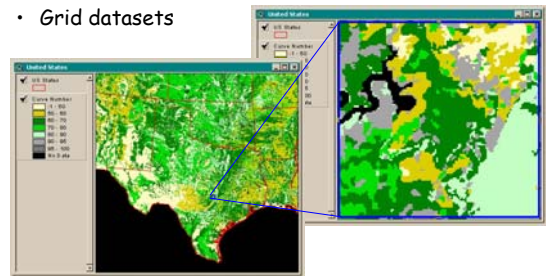 • Grid datasets
United States
US States
Curve Number
-1 - 50
United States
US States
Curve Number
-1 - 50
50 - 60
60 - 70
70 - 80
80 - 90
90 - 95
95 - 100
No Data